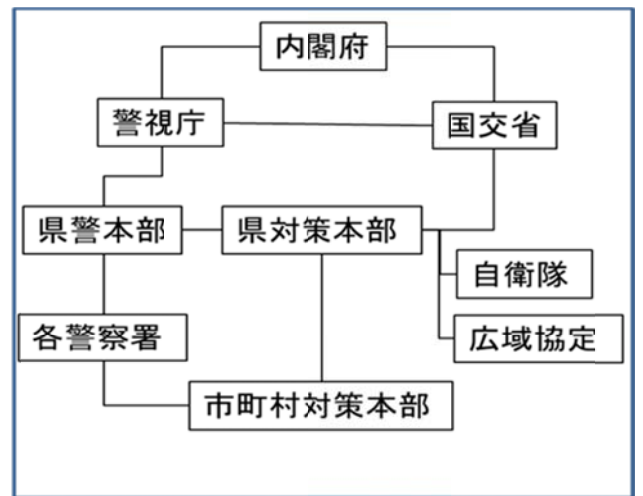 内閣府
警視庁
国交省
県警本部
県対策本部
自衛隊
各警察署
広域協定
市町村対策本部